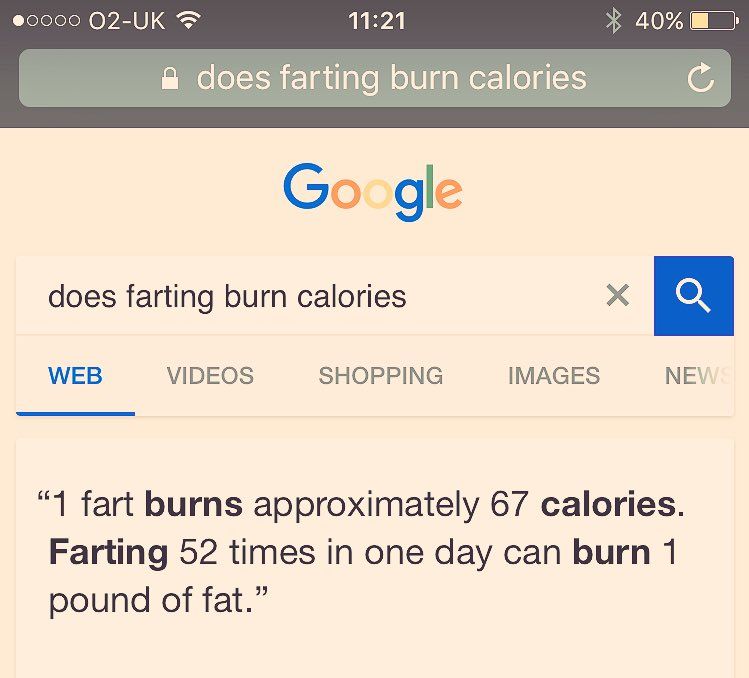 O2-UK 11:21 40%
does farting burn calories
Google
does farting burn calories
WEB VIDEOS SHOPPING IMAGES NEWS
“1 fart burns approximately 67 calories.
Farting 52 times in one day can burn 1
pound of fat.”